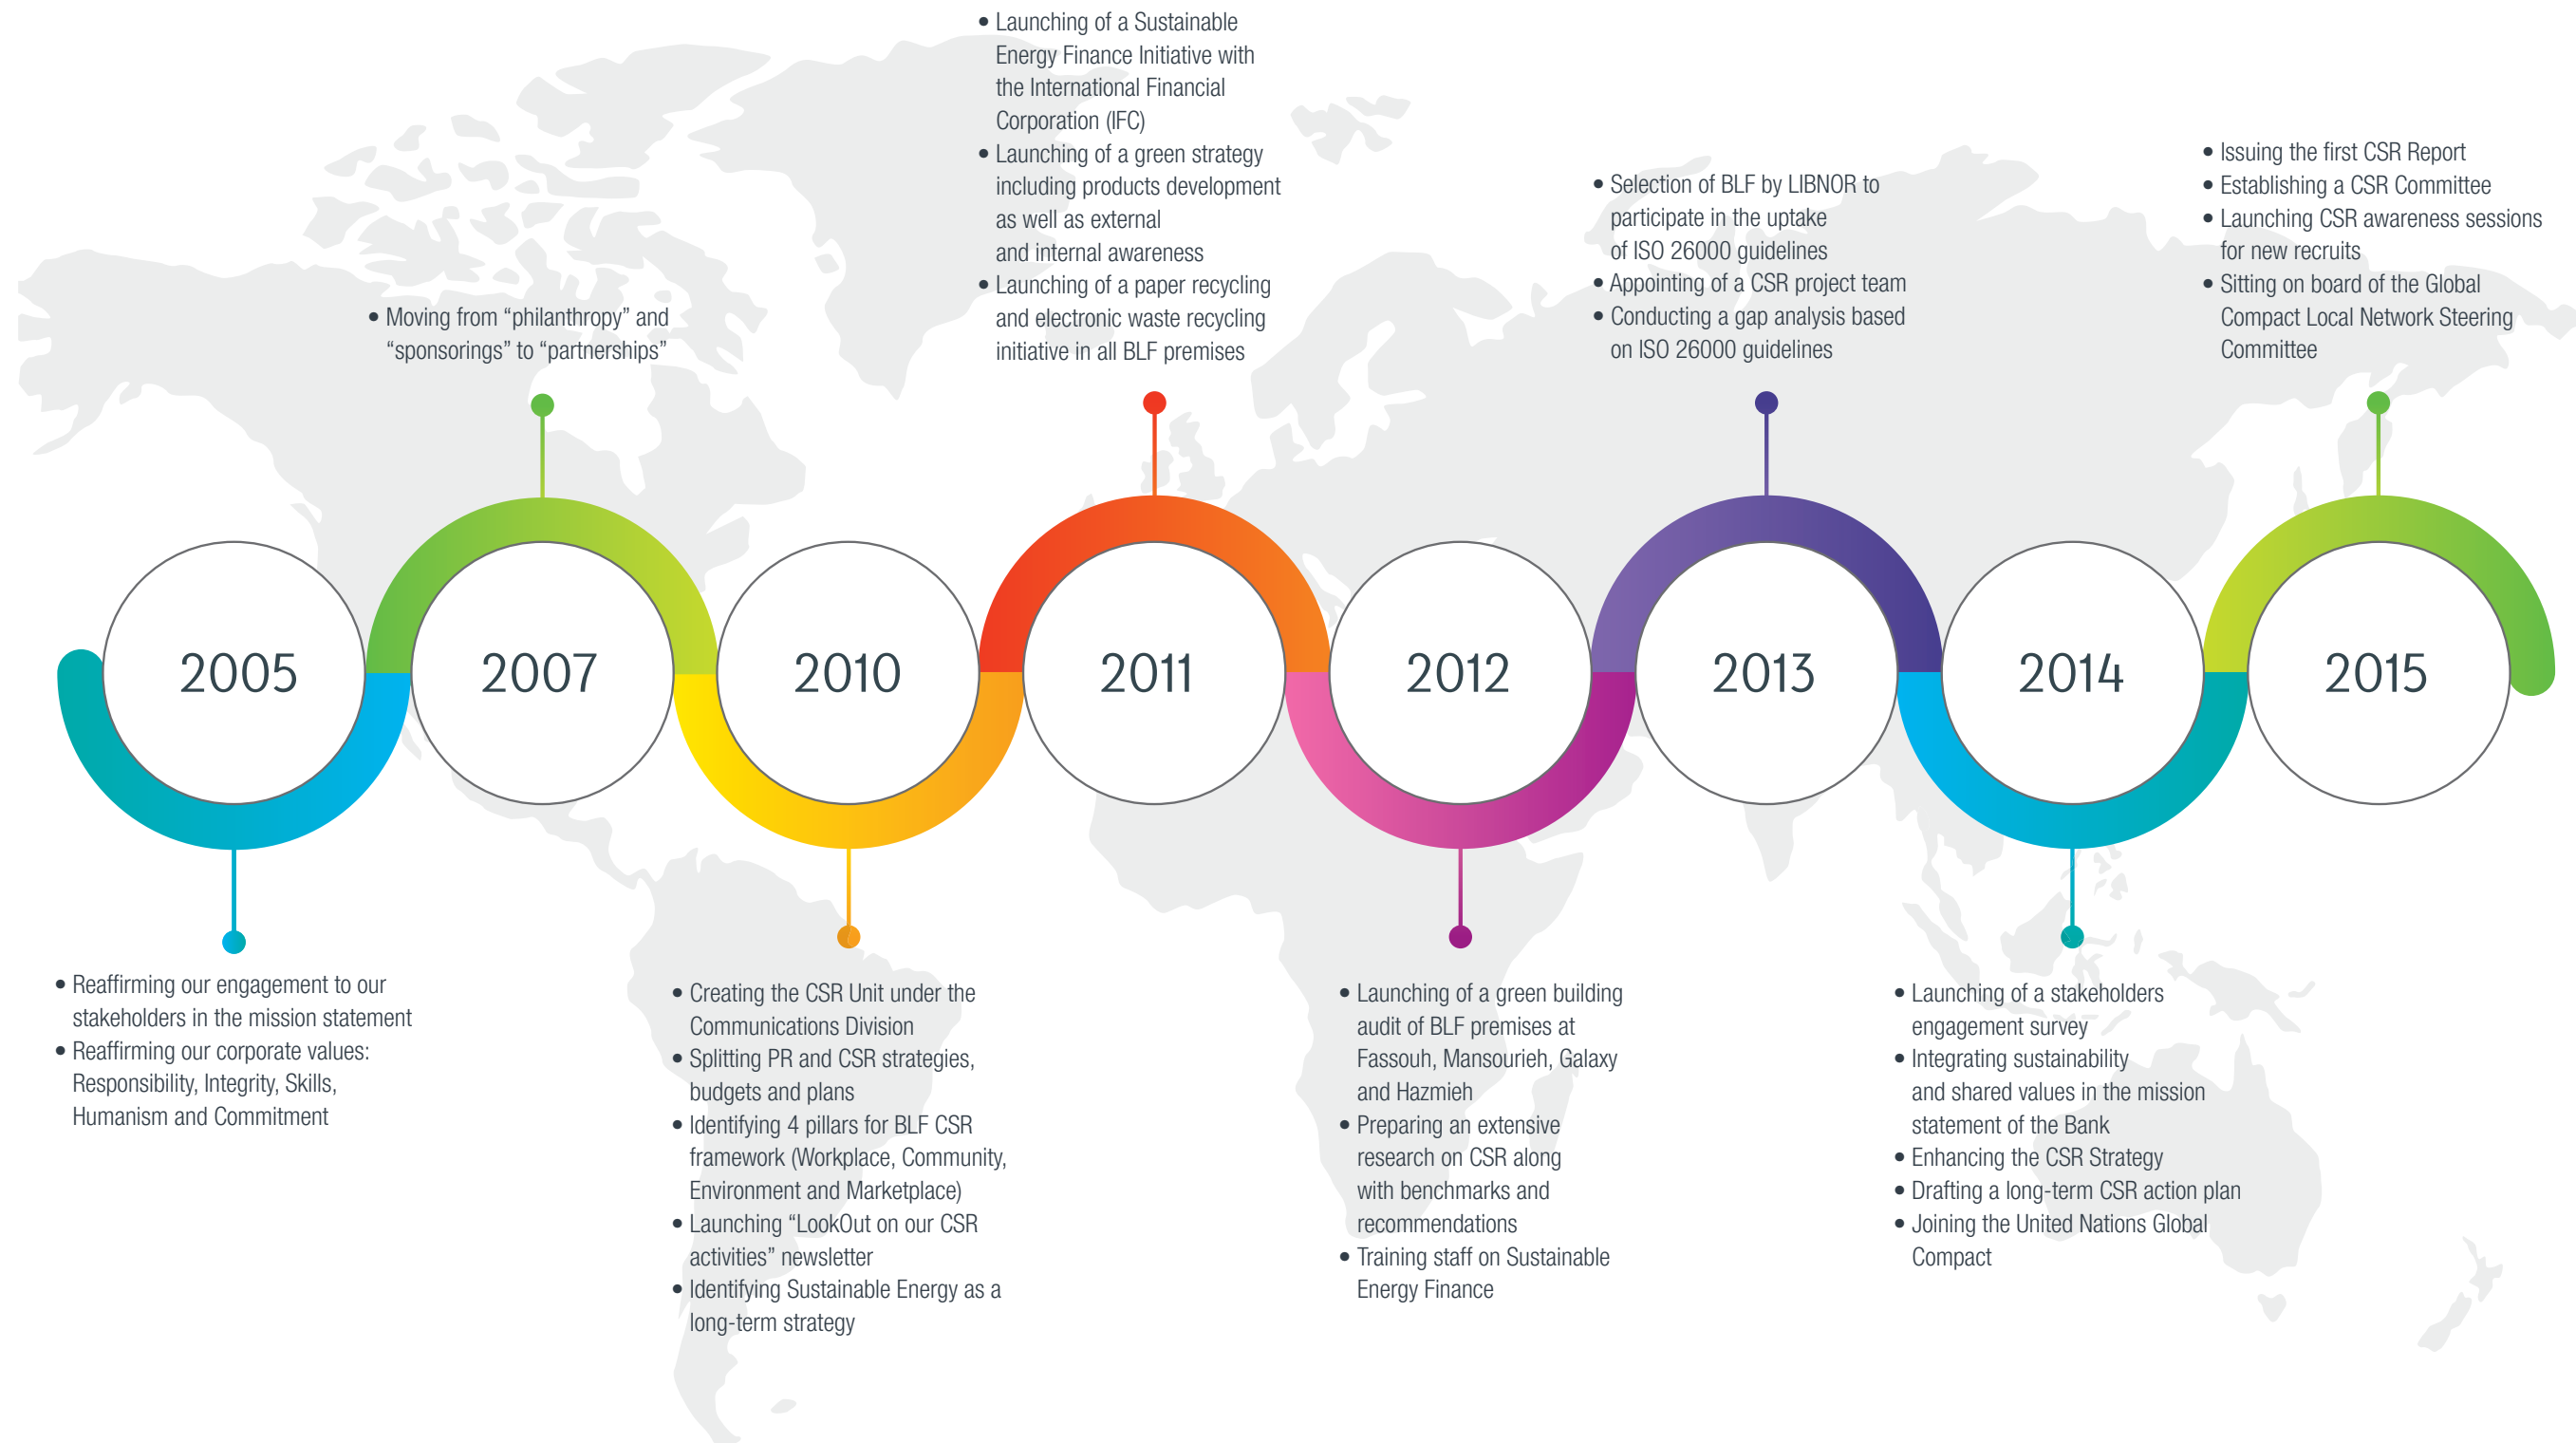 • Launching of a Sustainable
Energy Finance Initiative with
the International Financial
Corporation (IFC)
• Launching of a green strategy
including products development
as well as external
and internal awareness
• Launching of a paper recycling
and electronic waste recycling
initiative in all BLF premises
• Moving from “philanthropy” and
“sponsorings” to “partnerships”
• Selection of BLF by LIBNOR to
participate in the uptake
of ISO 26000 guidelines
• Appointing of a CSR project team
• Conducting a gap analysis based
on ISO 26000 guidelines
• Issuing the first CSR Report
• Establishing a CSR Committee
• Launching CSR awareness sessions
for new recruits
• Sitting on board of the Global
Compact Local Network Steering
Committee
2005
2007
2010
2011
2012
2013
2014
2015
• Reaffirming our engagement to our
stakeholders in the mission statement
• Reaffirming our corporate values:
Responsibility, Integrity, Skills,
Humanism and Commitment
• Creating the CSR Unit under the
Communications Division
• Splitting PR and CSR strategies,
budgets and plans
• Identifying 4 pillars for BLF CSR
framework (Workplace, Community,
Environment and Marketplace)
• Launching “LookOut on our CSR
activities” newsletter
• Identifying Sustainable Energy as a
long-term strategy
• Launching of a green building
audit of BLF premises at
Fassouh, Mansourieh, Galaxy
and Hazmieh
• Preparing an extensive
research on CSR along
with benchmarks and
recommendations
• Training staff on Sustainable
Energy Finance
• Launching of a stakeholders
engagement survey
• Integrating sustainability
and shared values in the mission
statement of the Bank
• Enhancing the CSR Strategy
• Drafting a long-term CSR action plan
• Joining the United Nations Global
Compact